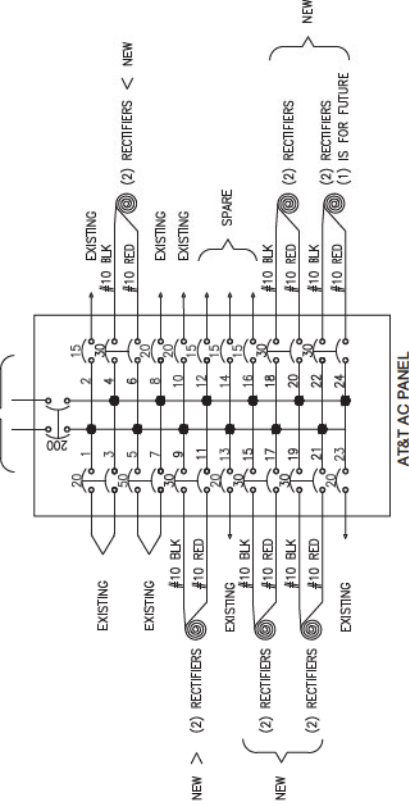 200
EXISTING
20
1
3
EXISTING
50
5
7
NEW > (2) RECTIFIERS
#10 BLK
#10 RED
30
9
11
EXISTING
20
13
NEW
(2) RECTIFIERS
#10 BLK
#10 RED
30
15
17
(2) RECTIFIERS
#10 BLK
#10 RED
30
19
21
EXISTING
20
23
2
15
EXISTING
4
6
30
#10 BLK
#10 RED
(2) RECTIFIERS < NEW
8
20
EXISTING
10
20
EXISTING
12
15
14
15
16
15
SPARE
18
20
30
#10 BLK
#10 RED
(2) RECTIFIERS
22
24
30
#10 BLK
#10 RED
(2) RECTIFIERS
(1) IS FOR FUTURE
NEW
AT&T AC PANEL